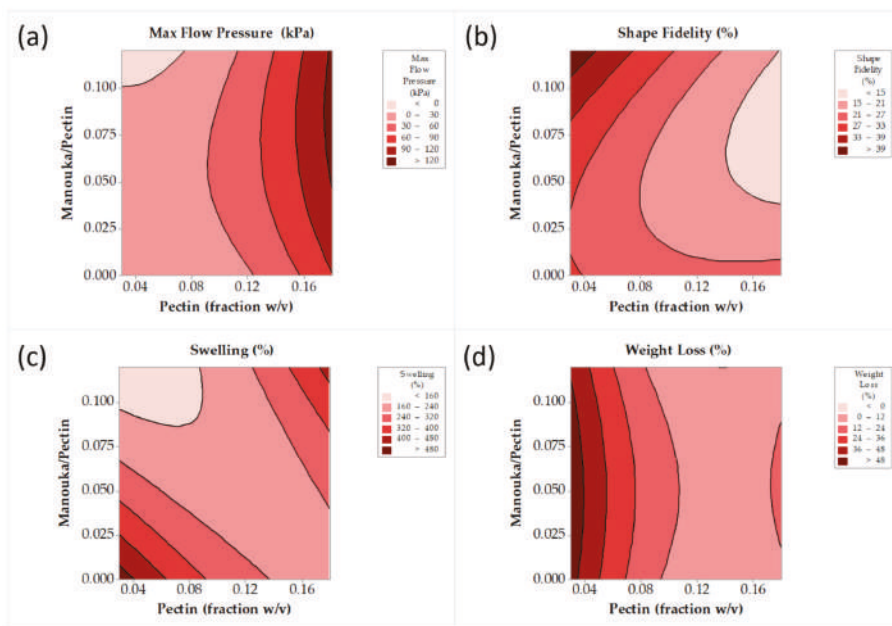 (a)
Max Flow Pressure (kPa)
Manouka/Pectin
0.100
0.075
0.050
0.025
0.000
0.04
0.08
0.12
0.16
Pectin (fraction w/v)
Max
Flow
Pressure
(kPa)
< 0
0 – 30
30 – 60
60 – 90
90 – 120
> 120
(b)
Shape Fidelity (%)
Manouka/Pectin
0.100
0.075
0.050
0.025
0.000
0.04
0.08
0.12
0.16
Pectin (fraction w/v)
Shape
Fidelity
(%)
< 15
15 – 21
21 – 27
27 – 33
33 – 39
> 39
(c)
Swelling (%)
Manouka/Pectin
0.100
0.075
0.050
0.025
0.000
0.04
0.08
0.12
0.16
Pectin (fraction w/v)
Swelling
(%)
< 160
160 – 240
240 – 320
320 – 400
400 – 480
> 480
(d)
Weight Loss (%)
Manouka/Pectin
0.100
0.075
0.050
0.025
0.000
0.04
0.08
0.12
0.16
Pectin (fraction w/v)
Weight
Loss
(%)
< 0
0 – 12
12 – 24
24 – 36
36 – 48
> 48